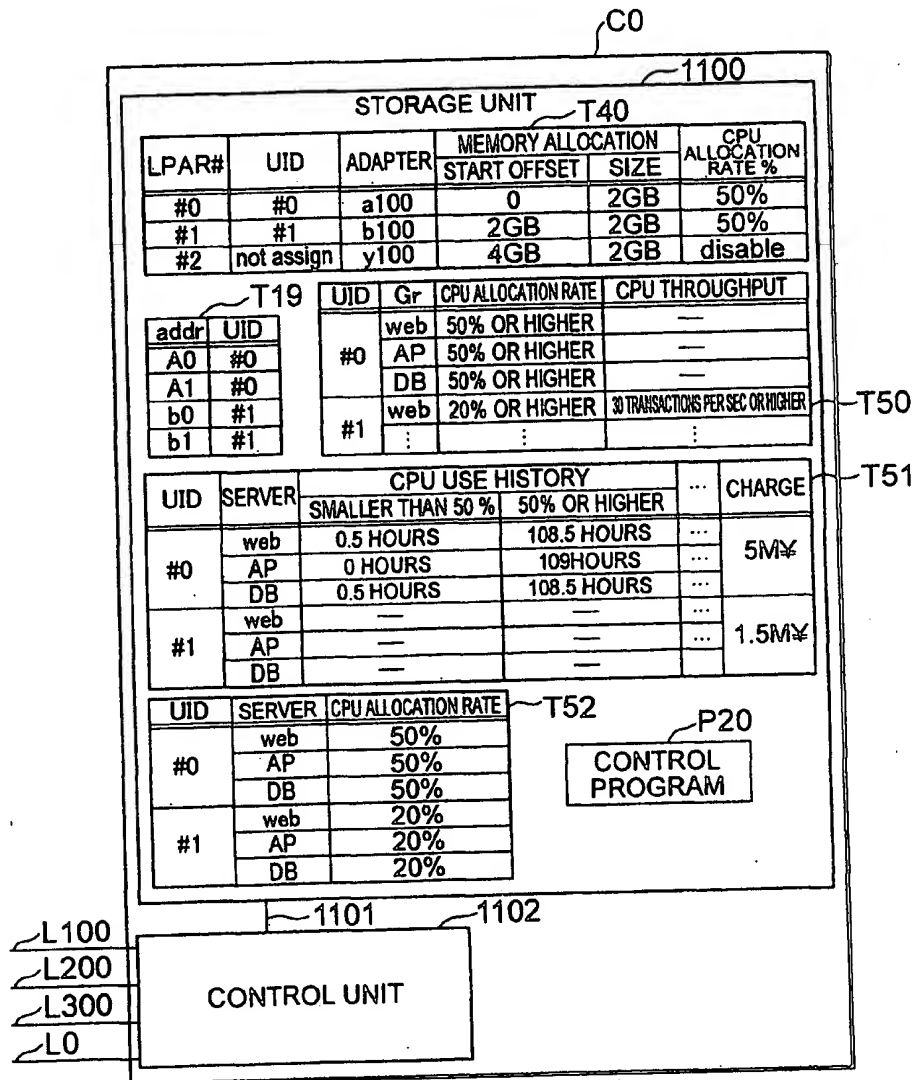 C0
1100
STORAGE UNIT
T40
LPAR# UID ADAPTER MEMORY ALLOCATION CPU ALLOCATION RATE %
START OFFSET SIZE
#0 #0 a100 0 2GB 50%
#1 #1 b100 2GB 2GB 50%
#2 not assign y100 4GB 2GB disable
T19
addr UID
A0 #0
A1 #0
b0 #1
b1 #1
UID Gr CPU ALLOCATION RATE CPU THROUGHPUT
#0 web 50% OR HIGHER —
AP 50% OR HIGHER —
DB 50% OR HIGHER —
#1 web 20% OR HIGHER 30 TRANSACTIONS PER SEC OR HIGHER
⋮ ⋮ ⋮
T50
T51
UID SERVER CPU USE HISTORY ... CHARGE
SMALLER THAN 50 % 50% OR HIGHER
#0 web 0.5 HOURS 108.5 HOURS ... 5M¥
AP 0 HOURS 109HOURS ...
DB 0.5 HOURS 108.5 HOURS ...
#1 web — — ... 1.5M¥
AP — — ...
DB — —
T52
UID SERVER CPU ALLOCATION RATE
#0 web 50%
AP 50%
DB 50%
#1 web 20%
AP 20%
DB 20%
P20
CONTROL
PROGRAM
1101
1102
L100
L200
L300
L0
CONTROL UNIT